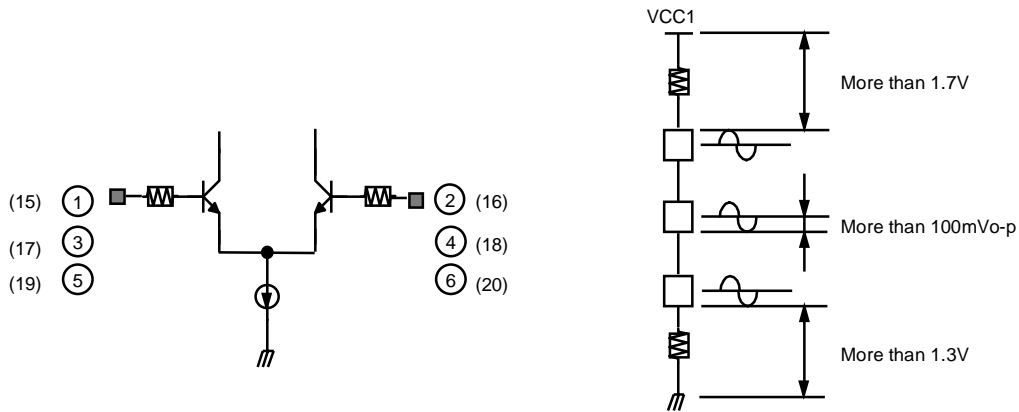 VCC1
More than 1.7V
(15) 1 2 (16)
(17) 3 4 (18)
More than 100mVo-p
(19) 5 6 (20)
More than 1.3V